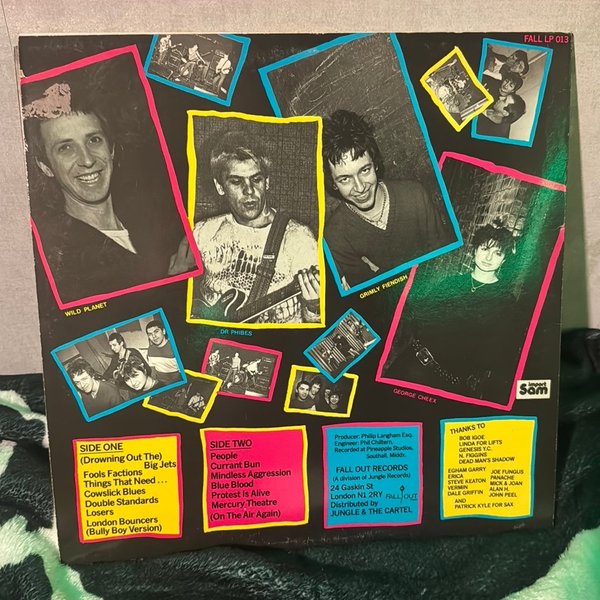 FALL LP 013
WILD PLANET
DR PHIBES
GRIMLY FIENDISH
GEORGE CHEEX
import
Sam
SIDE ONE
(Drowning Out The)
Big Jets
Fools Factions
Things That Need ...
Cowslick Blues
Double Standards
Losers
London Bouncers
(Bully Boy Version)
SIDE TWO
People
Currant Bun
Mindless Aggression
Blue Blood
Protest Is Alive
Mercury Theatre
(On The Air Again)
Producer: Philip Langham Esq.
Engineer: Phil Chiltern.
Recorded at Pineapple Studios,
Southall, Middx.
FALL OUT RECORDS
(A division of Jungle Records)
24 Gaskin St
London N1 2RY
FALL OUT
Distributed by
JUNGLE & THE CARTEL
THANKS TO
BOB IGOE
LINDA FOR LIFTS
GENESIS Y.C.
N. FIGGINS
DEAD MAN'S SHADOW
EGHAM GARRY
ERICA
STEVE KEATON
VERMIN
DALE GRIFFIN
JOE FUNGUS
PANACHE
MICK & JOAN
ALAN H.
JOHN PEEL
AND
PATRICK KYLE FOR SAX